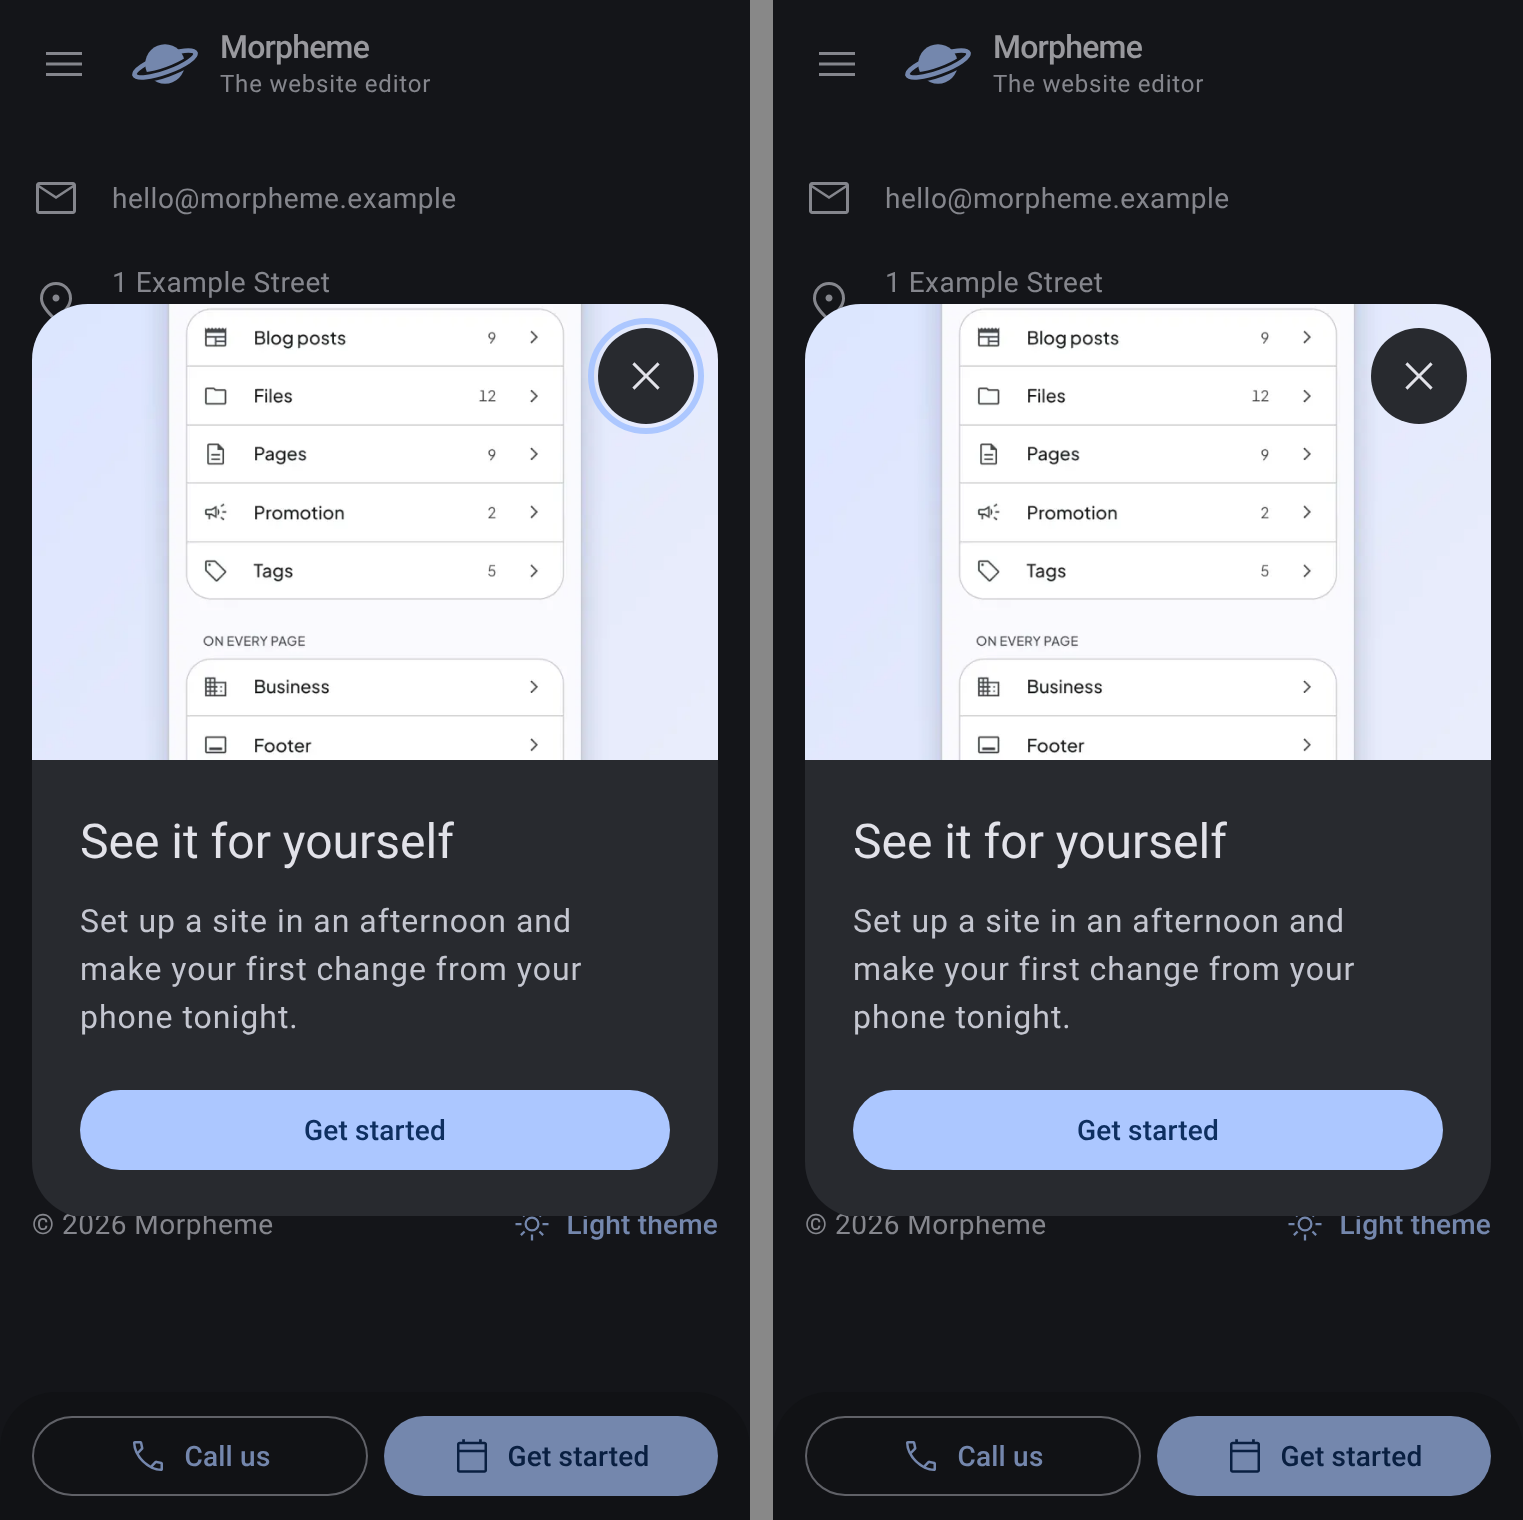 Morpheme
The website editor
hello@morpheme.example
1 Example Street
Blog posts 9
Files 12
Pages 9
Promotion 2
Tags 5
ON EVERY PAGE
Business
Footer
See it for yourself
Set up a site in an afternoon and
make your first change from your
phone tonight.
Get started
© 2026 Morpheme
Light theme
Call us
Get started
Morpheme
The website editor
hello@morpheme.example
1 Example Street
Blog posts 9
Files 12
Pages 9
Promotion 2
Tags 5
ON EVERY PAGE
Business
Footer
See it for yourself
Set up a site in an afternoon and
make your first change from your
phone tonight.
Get started
© 2026 Morpheme
Light theme
Call us
Get started